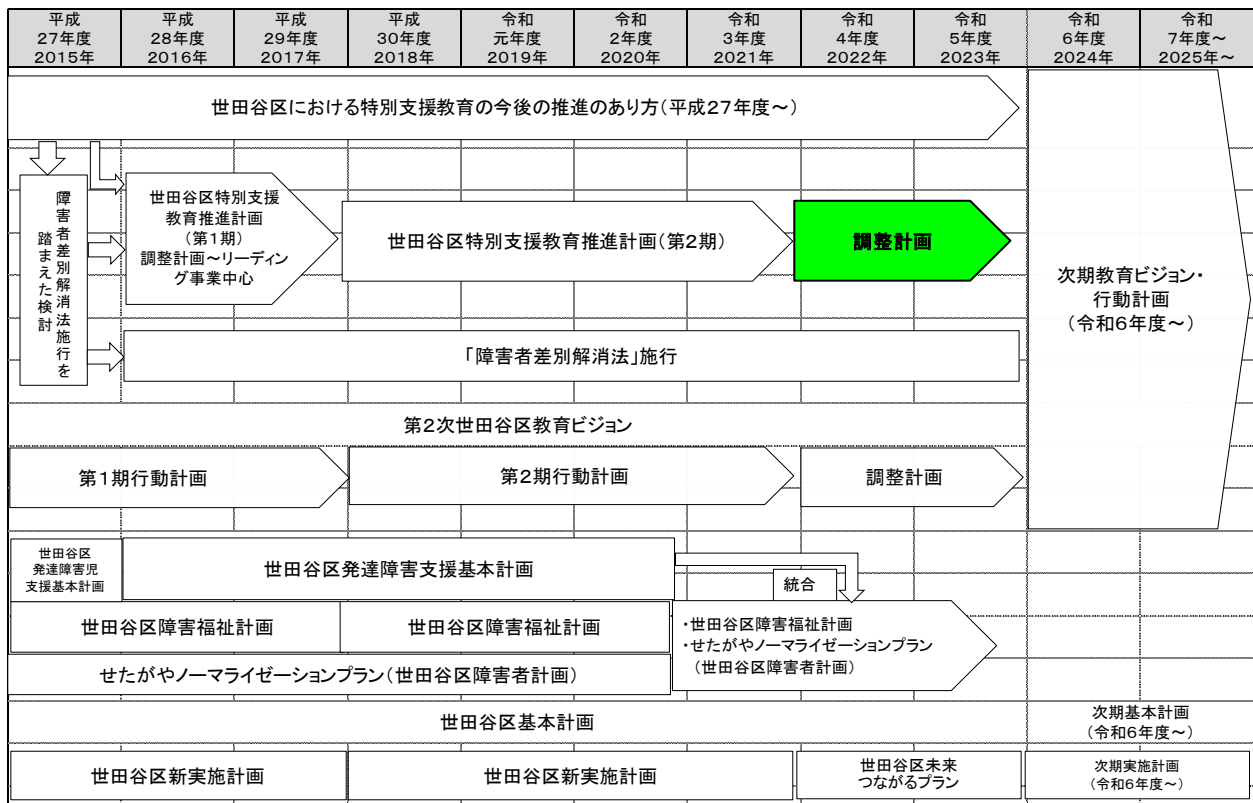 平成
27年度
2015年
平成
28年度
2016年
平成
29年度
2017年
平成
30年度
2018年
令和
元年度
2019年
令和
2年度
2020年
令和
3年度
2021年
令和
4年度
2022年
令和
5年度
2023年
令和
6年度
2024年
令和
7年度～
2025年～
世田谷区における特別支援教育の今後の推進のあり方(平成27年度～)
障害者差別解消法施行を
踏まえた検討
世田谷区特別支援
教育推進計画
(第1期)
調整計画～リーディン
グ事業中心
世田谷区特別支援教育推進計画(第2期)
調整計画
次期教育ビジョン・
行動計画
(令和6年度～)
「障害者差別解消法」施行
第2次世田谷区教育ビジョン
第1期行動計画
第2期行動計画
調整計画
世田谷区
発達障害児
支援基本計画
世田谷区発達障害支援基本計画
統合
世田谷区障害福祉計画
世田谷区障害福祉計画
・世田谷区障害福祉計画
・せたがやノーマライゼーションプラン
(世田谷区障害者計画)
せたがやノーマライゼーションプラン(世田谷区障害者計画)
世田谷区基本計画
次期基本計画
(令和6年度～)
世田谷区新実施計画
世田谷区新実施計画
世田谷区未来
つながるプラン
次期実施計画
(令和6年度～)